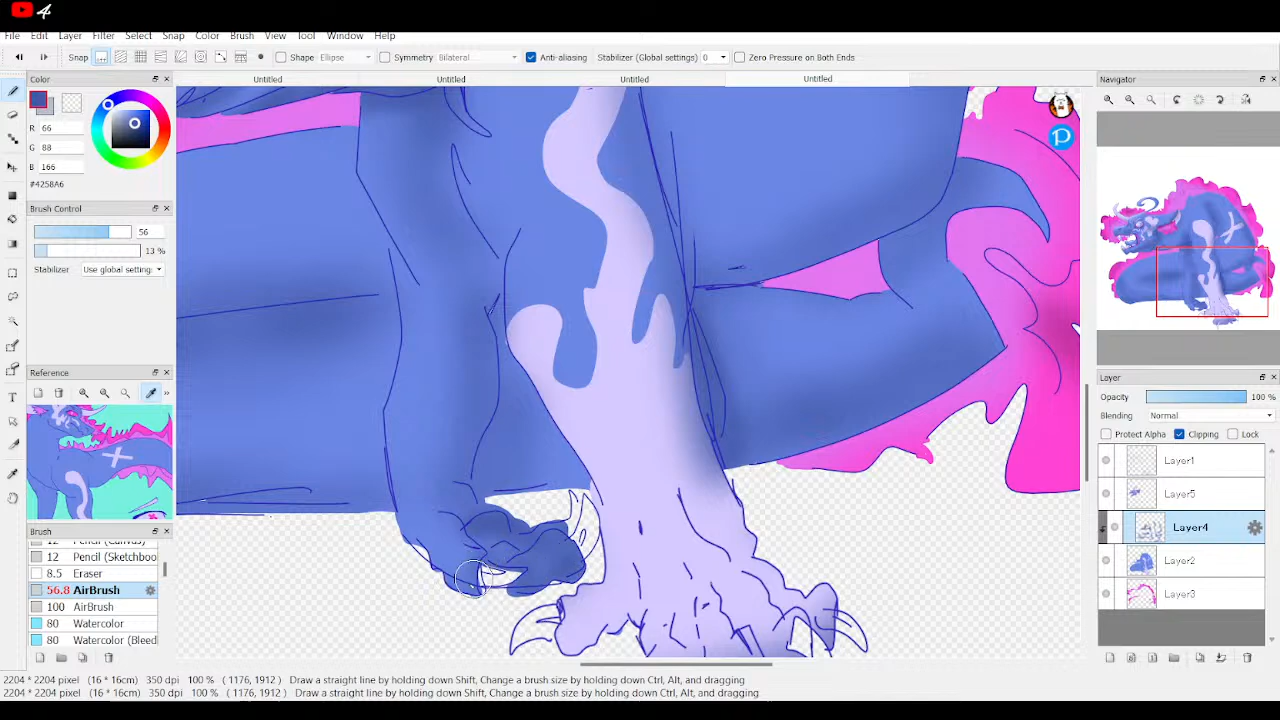 4
File Edit Layer Filter Select Snap Color Brush View Tool Window Help
Snap Shape Ellipse Symmetry Bilateral... Anti-aliasing Stabilizer (Global settings) 0 Zero Pressure on Both Ends
Color
Untitled Untitled Untitled Untitled
Navigator
R 66
G 88
B 166
#4258A6
Brush Control
56
13 %
Stabilizer Use global setting
Reference
Layer
Opacity 100 %
Blending Normal
Protect Alpha Clipping Lock
Layer1
Layer5
Layer4
Layer2
Layer3
Brush
12 Pencil (Canvas)
12 Pencil (Sketchboo
8.5 Eraser
56.8 AirBrush
100 AirBrush
80 Watercolor
80 Watercolor (Bleed
2204 * 2204 pixel (16 * 16cm) 350 dpi 100 % ( 1176, 1912 ) Draw a straight line by holding down Shift, Change a brush size by holding down Ctrl, Alt, and dragging
2204 * 2204 pixel (16 * 16cm) 350 dpi 100 % ( 1176, 1912 ) Draw a straight line by holding down Shift, Change a brush size by holding down Ctrl, Alt, and dragging